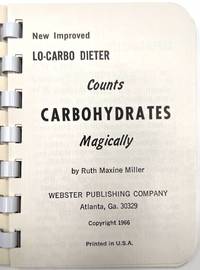 New Improved
LO-CARBO DIETER
Counts
CARBOHYDRATES
Magically
by Ruth Maxine Miller
WEBSTER PUBLISHING COMPANY
Atlanta, Ga. 30329
Copyright 1966
Printed in U.S.A.